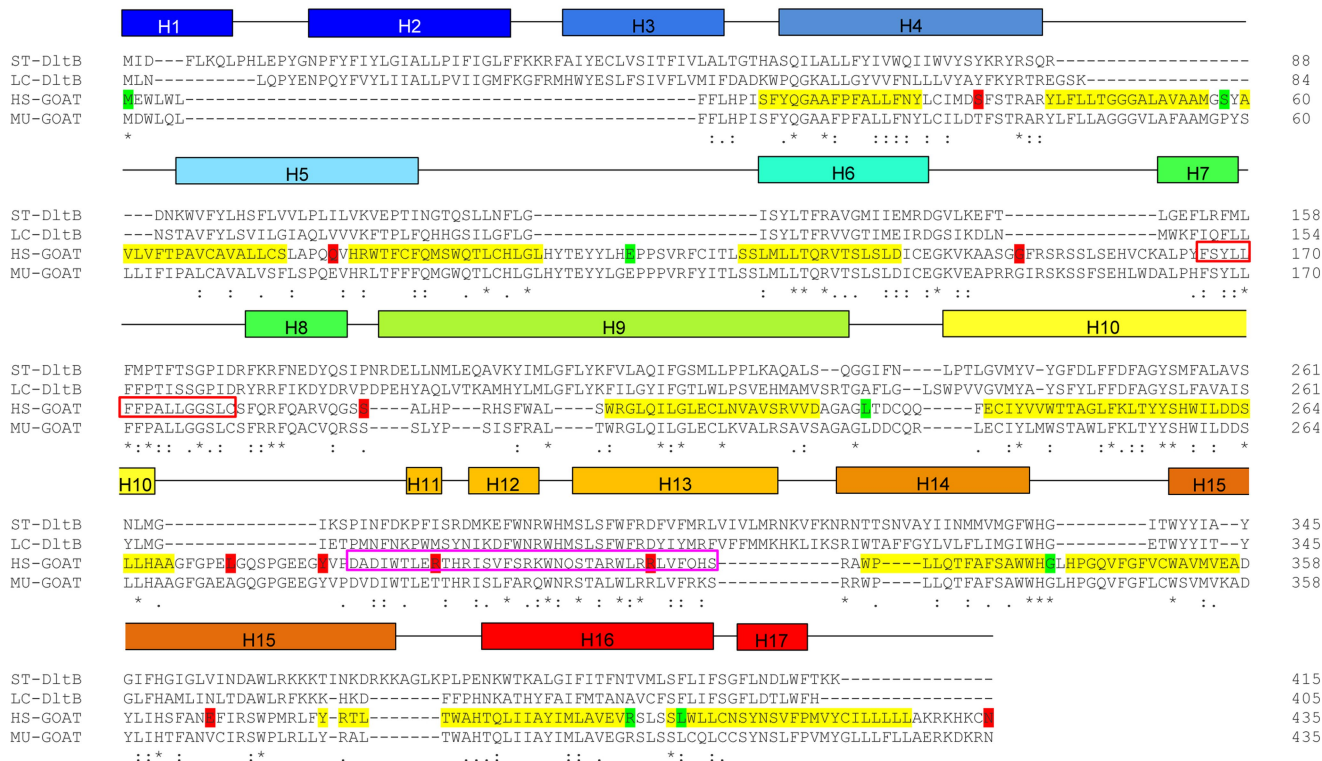 H1 H2 H3 H4
ST-DltB MID---FLKQLPHLEPYGNPFYFIYLGIALLPIFIGLFFKKRFAIYECLVSITFIVLALTGTHASQILALLFYIVWQIIWVYSYKRYRSQR----------------- 88
LC-DltB MLN------LQPYENPYVFIYLVIILLPVIIGMFKGFRMHWYESLFSIVFLVMIFDADKWPQGKALLGYVVFNLLLVYAYFKYRTREGSK---------------- 84
HS-GOAT MEWLWL----------------------------------------------FFLHPISFYQGAAFPFALLFNYLCIMDSFSTRARYLFLLTGGGALAVAAMGSYA 60
MU-GOAT MDWLQL----------------------------------------------FFLHPISFYQGAAFPFALLFNYLCILDTFSTRARYLFLLAGGGVLAFAAMGPYS 60
H5 H6 H7
ST-DltB ---DNKWVFYLHSFLVVLPLILVKVEPTINGTQSLLNFLG------------------ISYLTFRAVGMIIEMRDGVLKEFT------------LGEFLRFML 158
LC-DltB ---NSTAVFYLSVILGIAQLVVVKFTPLFQHHGSILGFLG------------------ISYLTFRVVGTIMEIRDGSIKDLN------------MWKFIQFLL 154
HS-GOAT VLVFTPAVCAVALLCSLAPQQVHRWTFCFQMSWQTLCHLGLHYTEYYLHEPPSVRFCITLSSLMLLTQRVTSLSLDICEGKVKAASGGFRSRSSLSEHVCKALPYFSYLL 170
MU-GOAT LLIFIPALCAVALVSFLSPQEVHRLTFFFQMGWQTLCHLGLHYTEYYLGEPPPVRFYITLSSLMLLTQRVTSLSLDICEGKVEAPRRGIRSKSSFSEHLWDALPHFSYLL 170
H8 H9 H10
ST-DltB FMPTFTSGPIDRFKRFNEDYQSIPNRDELLNMLEQAVKYIMLGFLYKFVLAQIFGSMLLPPLKAQALS--QGGIFN---LPTLGVMYV-YGFDLFFDFAGYSMFALAVS 261
LC-DltB FFPTISSGPIDRYRRFIKDYDRVPDPEHYAQLVTKAMHYLMLGFLYKFILGYIFGTLWLPSVEHMAMVSRTGAFLG---LSWPVVGVMYA-YSFYLFFDFAGYSLFAVAIS 261
HS-GOAT FFPALLGGSLCSFQRFQARVQGSS----ALHP--RHSFWAL----SWRGLQILGLECLNVAVSRVVDAGAGLTDCQQ---FECIYVVWTTAGLFKLTYYSHWILDDS 264
MU-GOAT FFPALLGGSLCSFRRFQACVQRSS----SLYP--SISFRAL----TWRGLQILGLECLKVALRSAVSAGAGLDDCQR---LECIYLMWSTAWLFKLTYYSHWILDDS 264
H10 H11 H12 H13 H14 H15
ST-DltB NLMG--------------IKSPINFDKPFISRDMKEFWNRWHMSLSFWFRDFVFMRLVIVLMRNKVFKNRNTTSNVAYIINMMVMGFWHG--------ITWYYIA--Y 345
LC-DltB YLMG--------------IETPMNFNKPWMSYNIKDFWNRWHMSLSFWFRDYIYMRFVFFMMKHKLIKSRIWTAFFGYLVLFLIMGIWHG--------ETWYYIT--Y 345
HS-GOAT LLHAAGFGPELGQSPGEEGYVPDADIWTLERTHRISVFSRKWNQSTARWLRRLVFQHS----------RAWP-----LLQTFAFSAWWHGLHPGQVFGFVCWAVMVEAD 358
MU-GOAT LLHAAGFGAEAGQGPGEEGYVPDVDIWTLETTHRISLFARQWNRSTARWLRRLVFRKS----------RRWP-----LLQTFAFSAWWHGLHPGQVFGFLCWSVMVKAD 358
H15 H16 H17
ST-DltB GIFHGIGLVINDAWLRKKKTINKDRKKAGLKPLPENKWTKALGIFITFNTVMLSFLIFSGFLNDLWFTKK---------------- 415
LC-DltB GLFHAMLINLTDAWLRFKKK-HKD------FFPHNKATHYFAIFMTANAVCFSFLIFSGFLDTLWFH---------------- 405
HS-GOAT YLIHSFANEFIRSWPMRLFY-RTL------TWAHTQLIIAYIMLAVEVRSLSSLWLLCNSYNSVFPMVYCILLLLLAKRKHKCN 435
MU-GOAT YLIHTFANVCIRSWPLRLLY-RAL------TWAHTQLIIAYIMLAVEGRSLSSLCQLCCSYNSLFPVMYGLLLFLLAERKDKRN 435